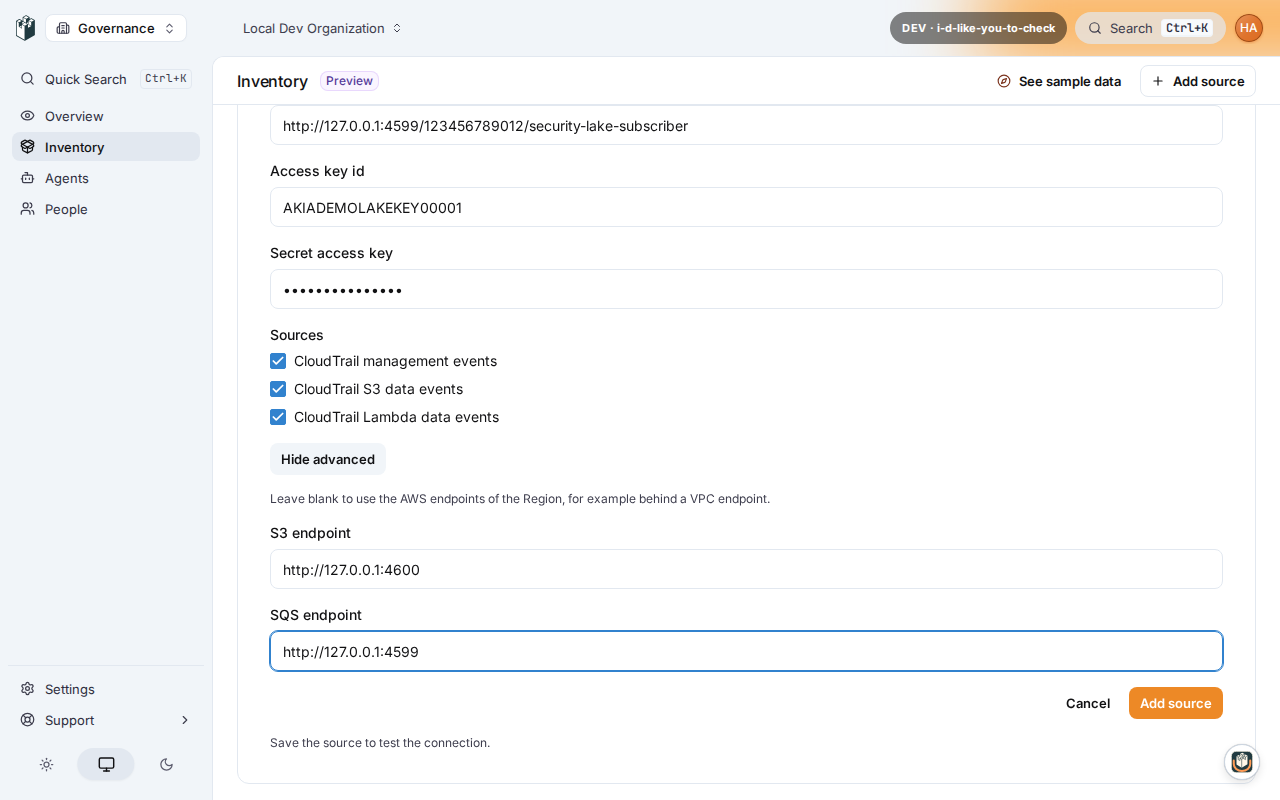 Governance
Local Dev Organization
DEV · i-d-like-you-to-check
Search Ctrl+K
HA
Quick Search Ctrl+K
Overview
Inventory
Agents
People
Settings
Support
Inventory Preview
See sample data
Add source
http://127.0.0.1:4599/123456789012/security-lake-subscriber
Access key id
AKIADEMOLAKEKEY00001
Secret access key
•••••••••••••••
Sources
CloudTrail management events
CloudTrail S3 data events
CloudTrail Lambda data events
Hide advanced
Leave blank to use the AWS endpoints of the Region, for example behind a VPC endpoint.
S3 endpoint
http://127.0.0.1:4600
SQS endpoint
http://127.0.0.1:4599
Cancel
Add source
Save the source to test the connection.